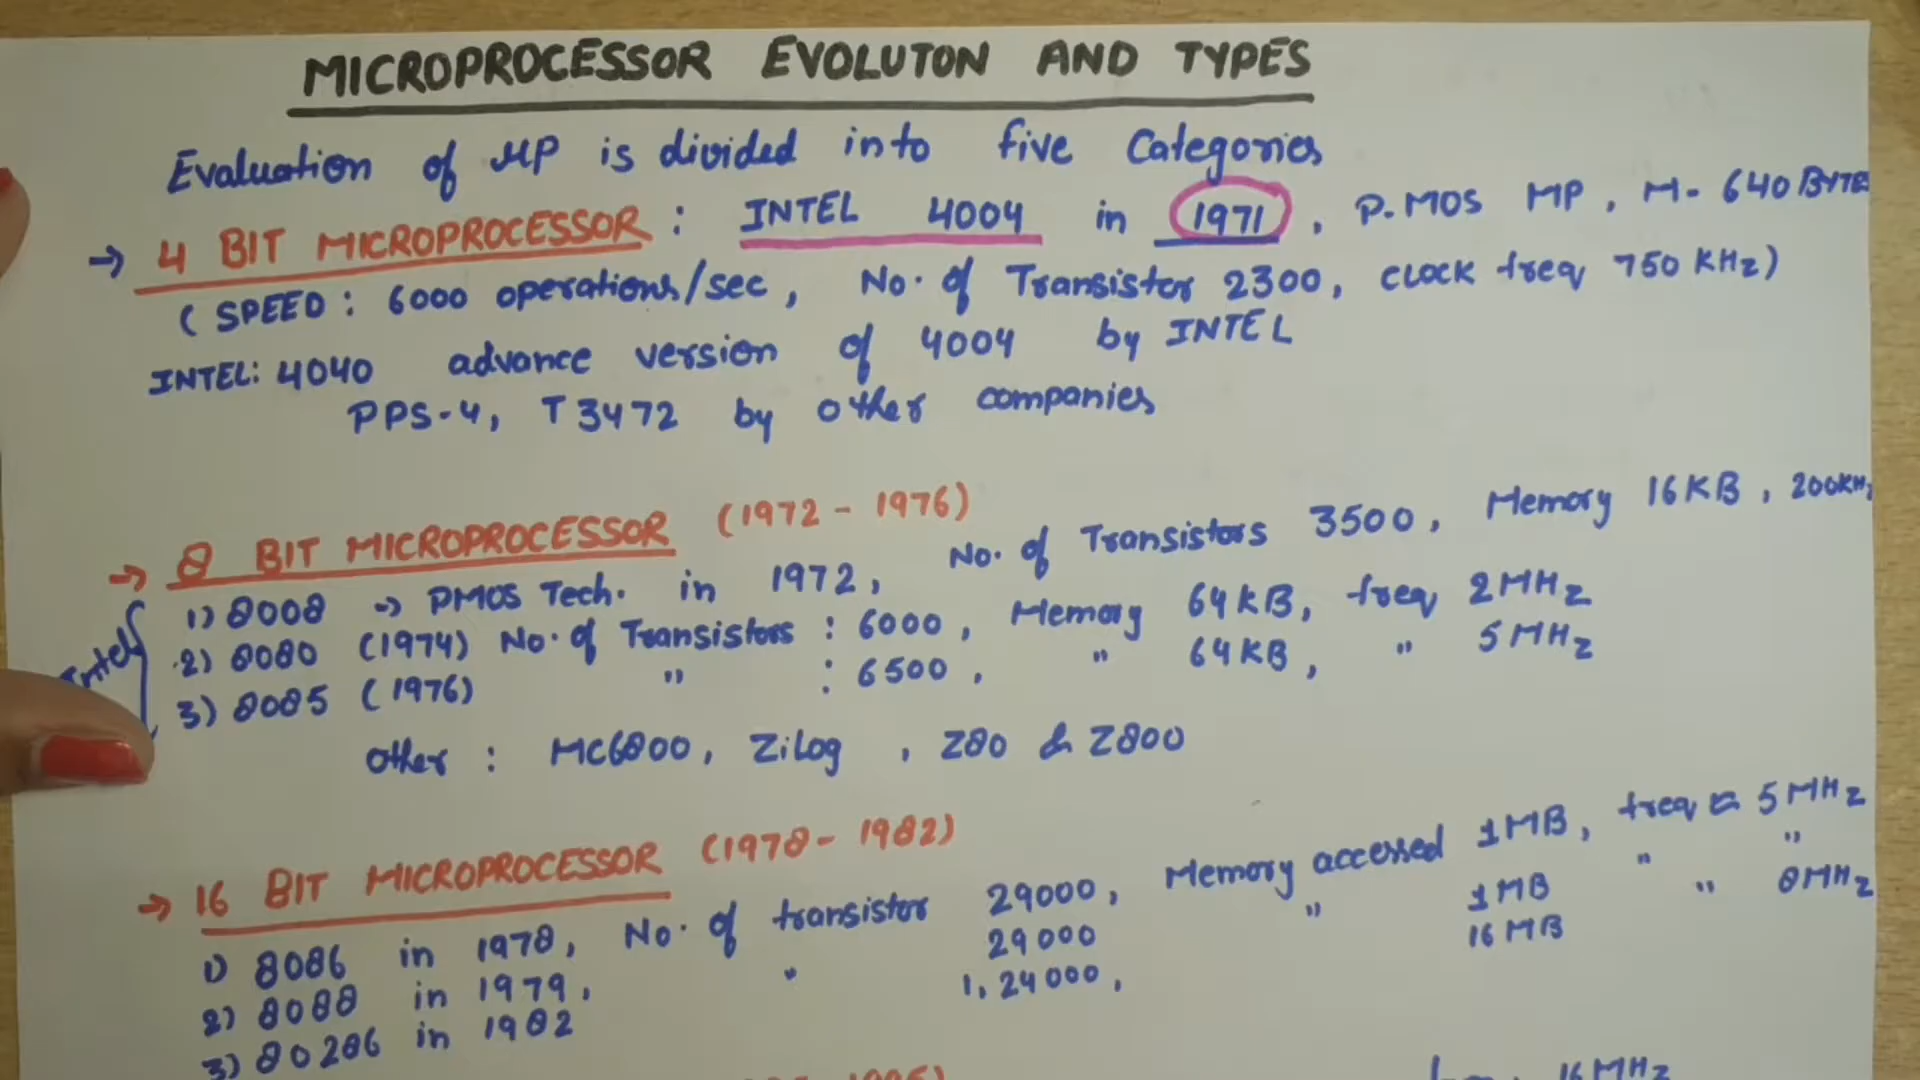 MICROPROCESSOR EVOLUTON AND TYPES
Evaluation of MP is divided into five Categories
→ 4 BIT MICROPROCESSOR : INTEL 4004 in 1971 , P-MOS MP , M- 640 BYTE
( SPEED : 6000 operations/sec , No. of Transistor 2300, CLOCK freq 750 KHz )
INTEL: 4040 advance version of 4004 by INTEL
PPS-4, T3472 by other companies
→ 8 BIT MICROPROCESSOR (1972 - 1976)
Intel
1) 8008 → PMOS Tech. in 1972, No. of Transistors 3500, Memory 16KB , 200KHz
2) 8080 (1974) No. of Transistors : 6000 , Memory 64KB, freq 2MHz
3) 8085 (1976) " : 6500 , " 64KB , " 5MHz
Other : MC6800, Zilog , Z80 & Z800
→ 16 BIT MICROPROCESSOR (1978 - 1982)
1) 8086 in 1978, No. of transistor 29000, Memory accessed 1MB, freq = 5MHz
2) 8088 in 1979, " 29000 " 1MB " "
3) 80286 in 1982 1,24000, 16MB " 8MHz
16MHz